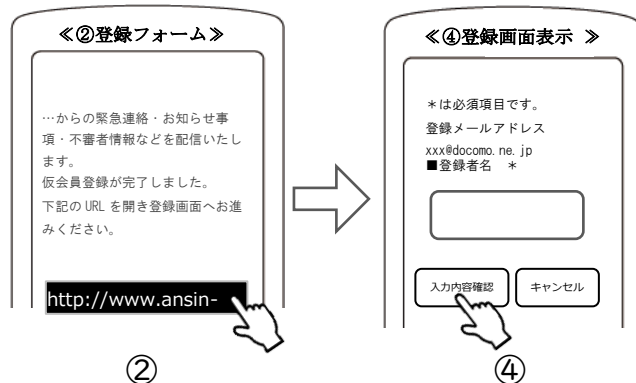 ≪②登録フォーム≫
…からの緊急連絡・お知らせ事
項・不審者情報などを配信いたし
ます。
仮会員登録が完了しました。
下記の URL を開き登録画面へお進
みください。
http://www.ansin-
②
≪④登録画面表示 ≫
＊は必須項目です。
登録メールアドレス
xxx@docomo.ne.jp
■登録者名　＊
入力内容確認
キャンセル
④